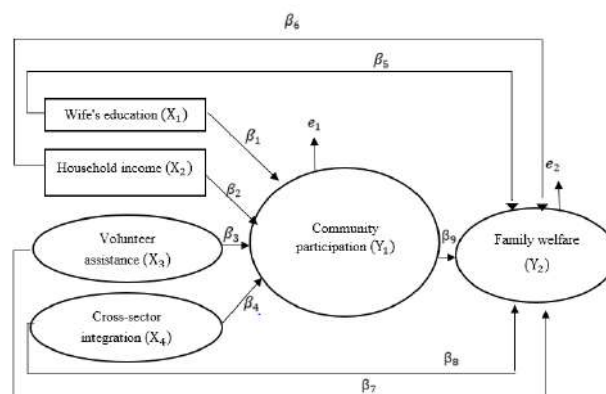 β₆
β₅
Wife's education (X₁)
β₁
e₁
Household income (X₂)
β₂
e₂
Volunteer
assistance (X₃)
β₃
Community
participation (Y₁)
β₉
Family welfare
(Y₂)
Cross-sector
integration (X₄)
β₄
β₈
β₇